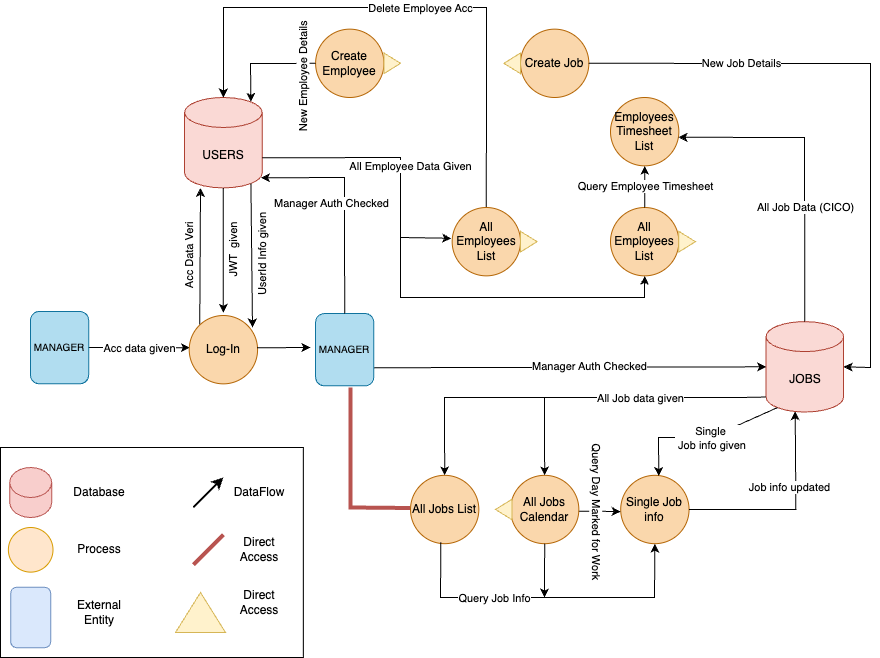 Delete Employee Acc
New Employee Details
Create
Employee
Create Job
New Job Details
USERS
Employees
Timesheet
List
All Employee Data Given
Query Employee Timesheet
Manager Auth Checked
All Job Data (CICO)
Acc Data Veri
JWT given
UserId Info given
All
Employees
List
All
Employees
List
MANAGER
Acc data given
Log-In
MANAGER
Manager Auth Checked
JOBS
All Job data given
Single
Job info given
Query Day Marked for Work
Job info updated
All Jobs List
All Jobs
Calendar
Single Job
info
Query Job Info
Database
DataFlow
Process
Direct
Access
External
Entity
Direct
Access